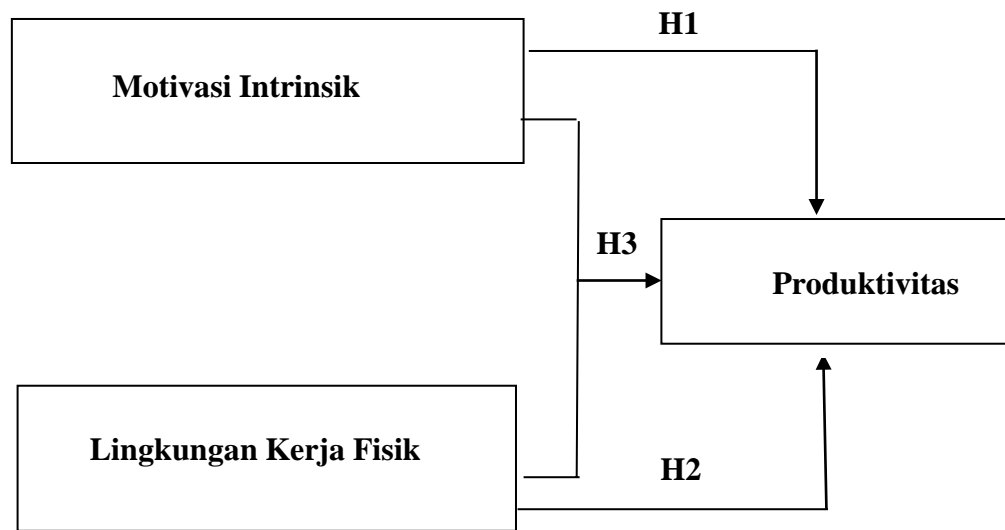 H1
Motivasi Intrinsik
H3
Produktivitas
Lingkungan Kerja Fisik
H2